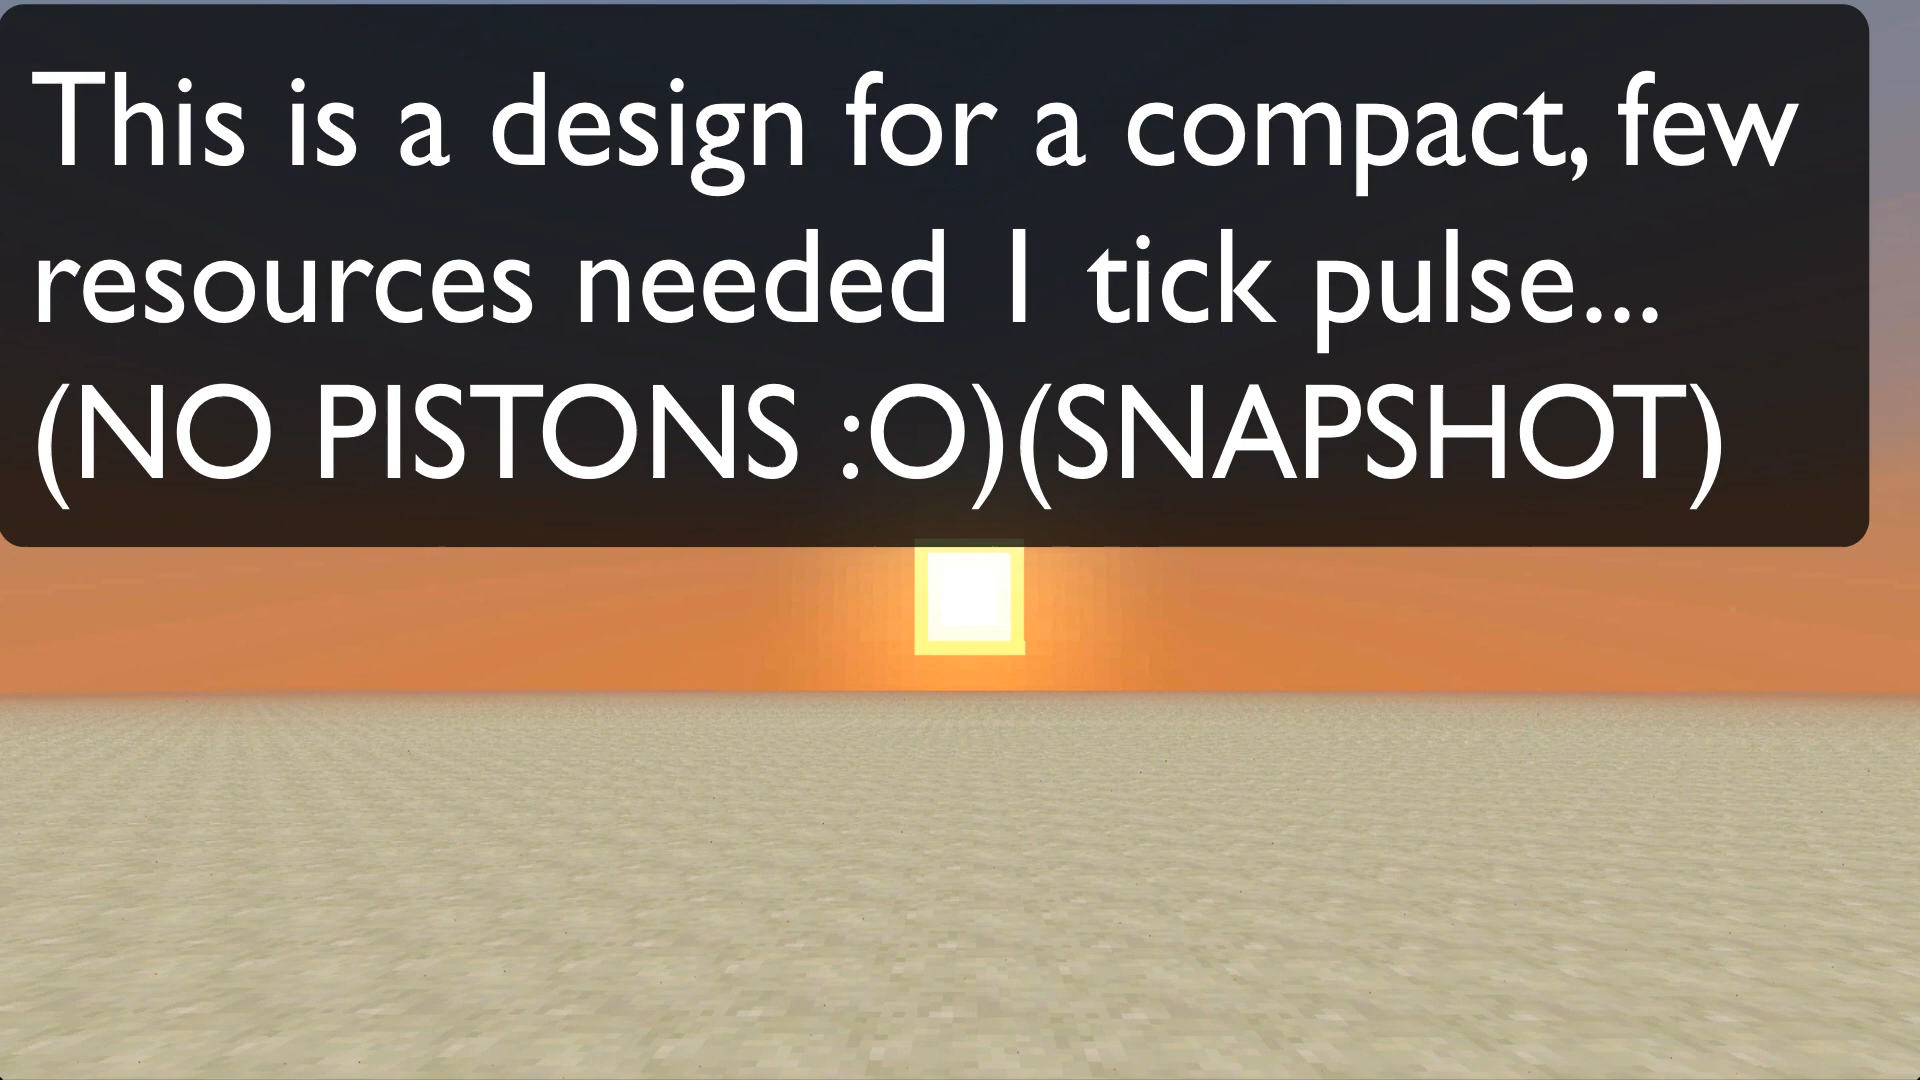 This is a design for a compact, few
resources needed 1 tick pulse...
(NO PISTONS :O)(SNAPSHOT)